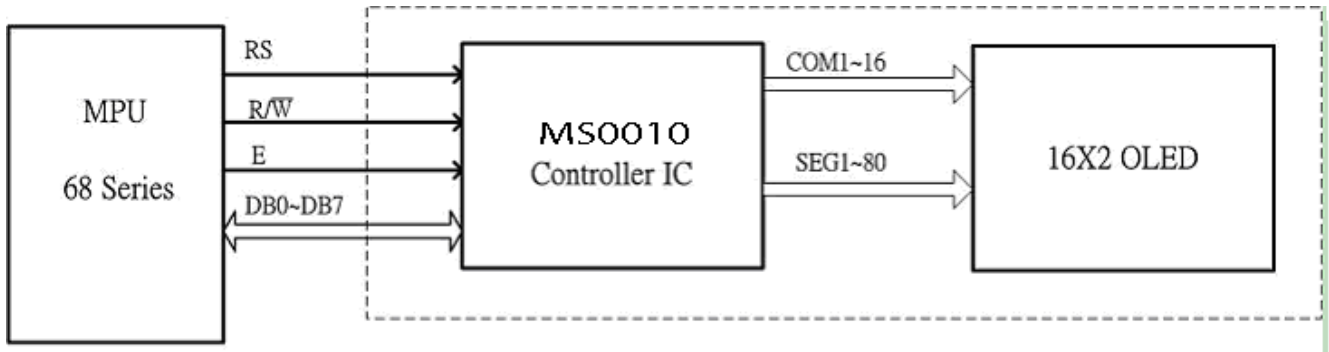 MPU
68 Series
RS
R/W̅
E
DB0~DB7
MS0010
Controller IC
COM1~16
SEG1~80
16X2 OLED